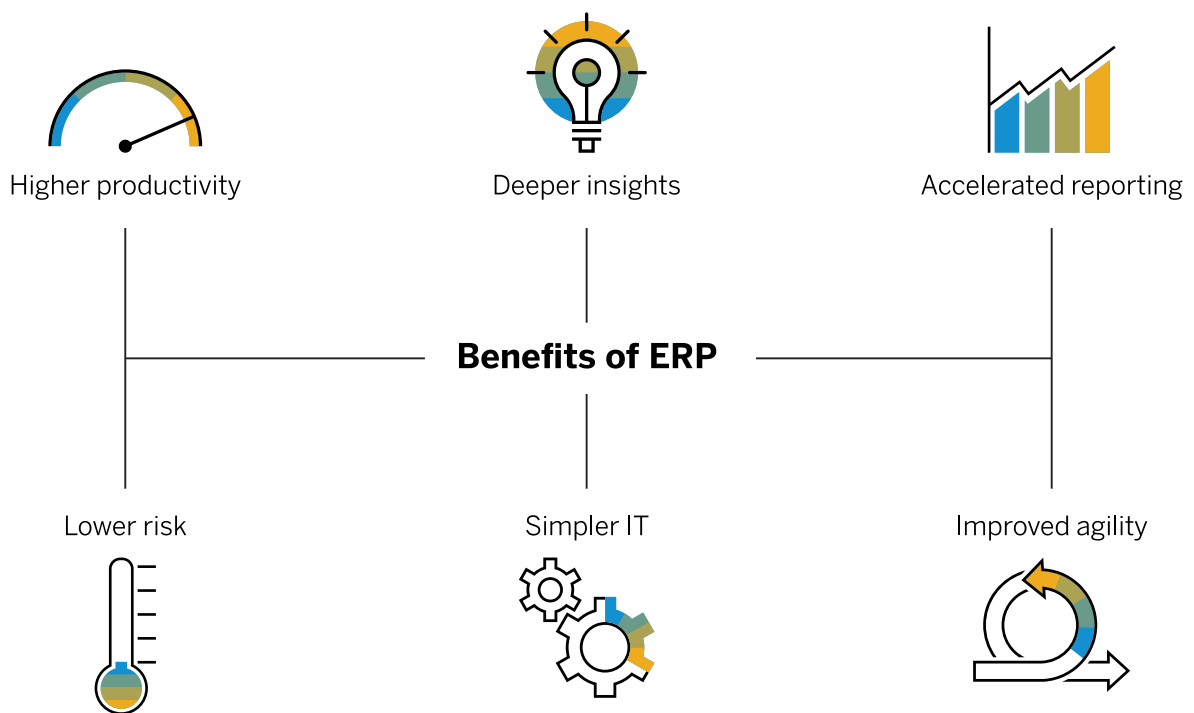 Higher productivity
Deeper insights
Accelerated reporting
Benefits of ERP
Lower risk
Simpler IT
Improved agility